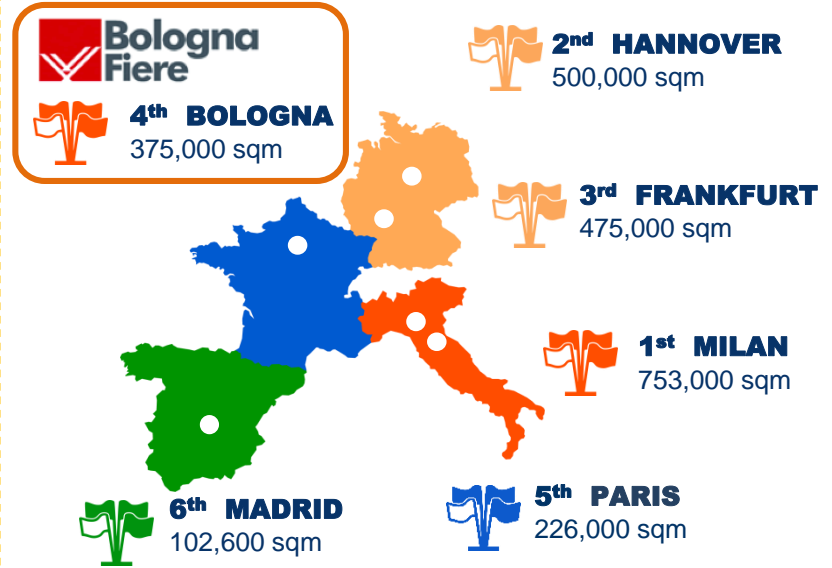 Bologna
Fiere
4th BOLOGNA
375,000 sqm
2nd HANNOVER
500,000 sqm
3rd FRANKFURT
475,000 sqm
1st MILAN
753,000 sqm
5th PARIS
226,000 sqm
6th MADRID
102,600 sqm